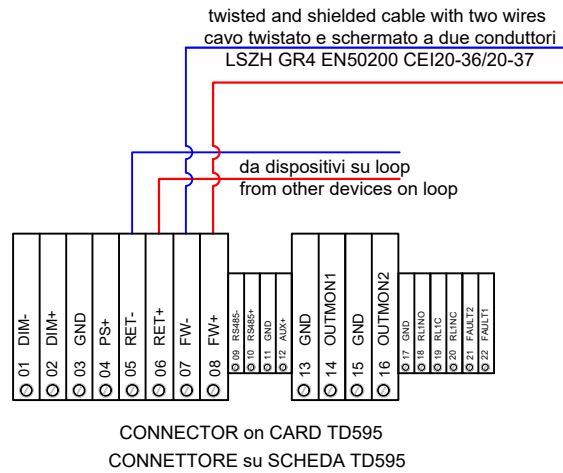 twisted and shielded cable with two wires
cavo twistato e schermato a due conduttori
LSZH GR4 EN50200 CEI20-36/20-37
da dispositivi su loop
from other devices on loop
01 DIM-
02 DIM+
03 GND
04 PS+
05 RET-
06 RET+
07 FW-
08 FW+
09 RS485-
10 RS485+
11 GND
12 AUX+
13 GND
14 OUTMON1
15 GND
16 OUTMON2
17 GND
18 RL1NO
19 RL1C
20 RL1NC
21 FAULT2
22 FAULT1
CONNECTOR on CARD TD595
CONNETTORE su SCHEDA TD595